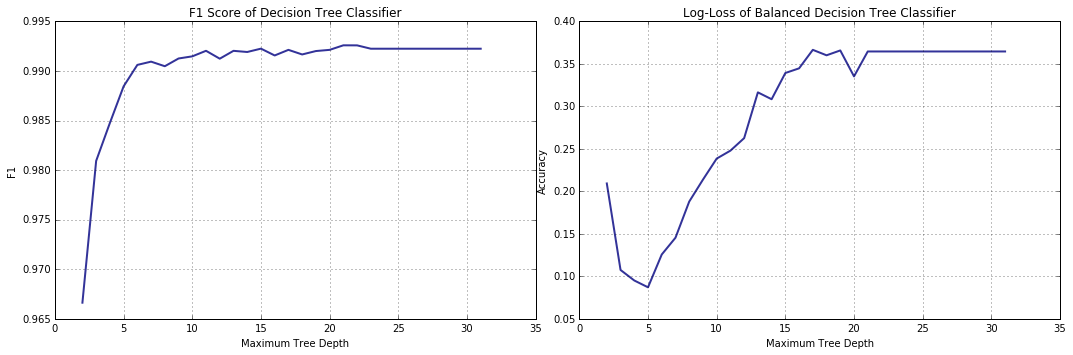 F1 Score of Decision Tree Classifier
0.995
0.990
0.985
0.980
0.975
0.970
0.965
F1
0 5 10 15 20 25 30 35
Maximum Tree Depth
Log-Loss of Balanced Decision Tree Classifier
0.40
0.35
0.30
0.25
0.20
0.15
0.10
0.05
Accuracy
0 5 10 15 20 25 30 35
Maximum Tree Depth